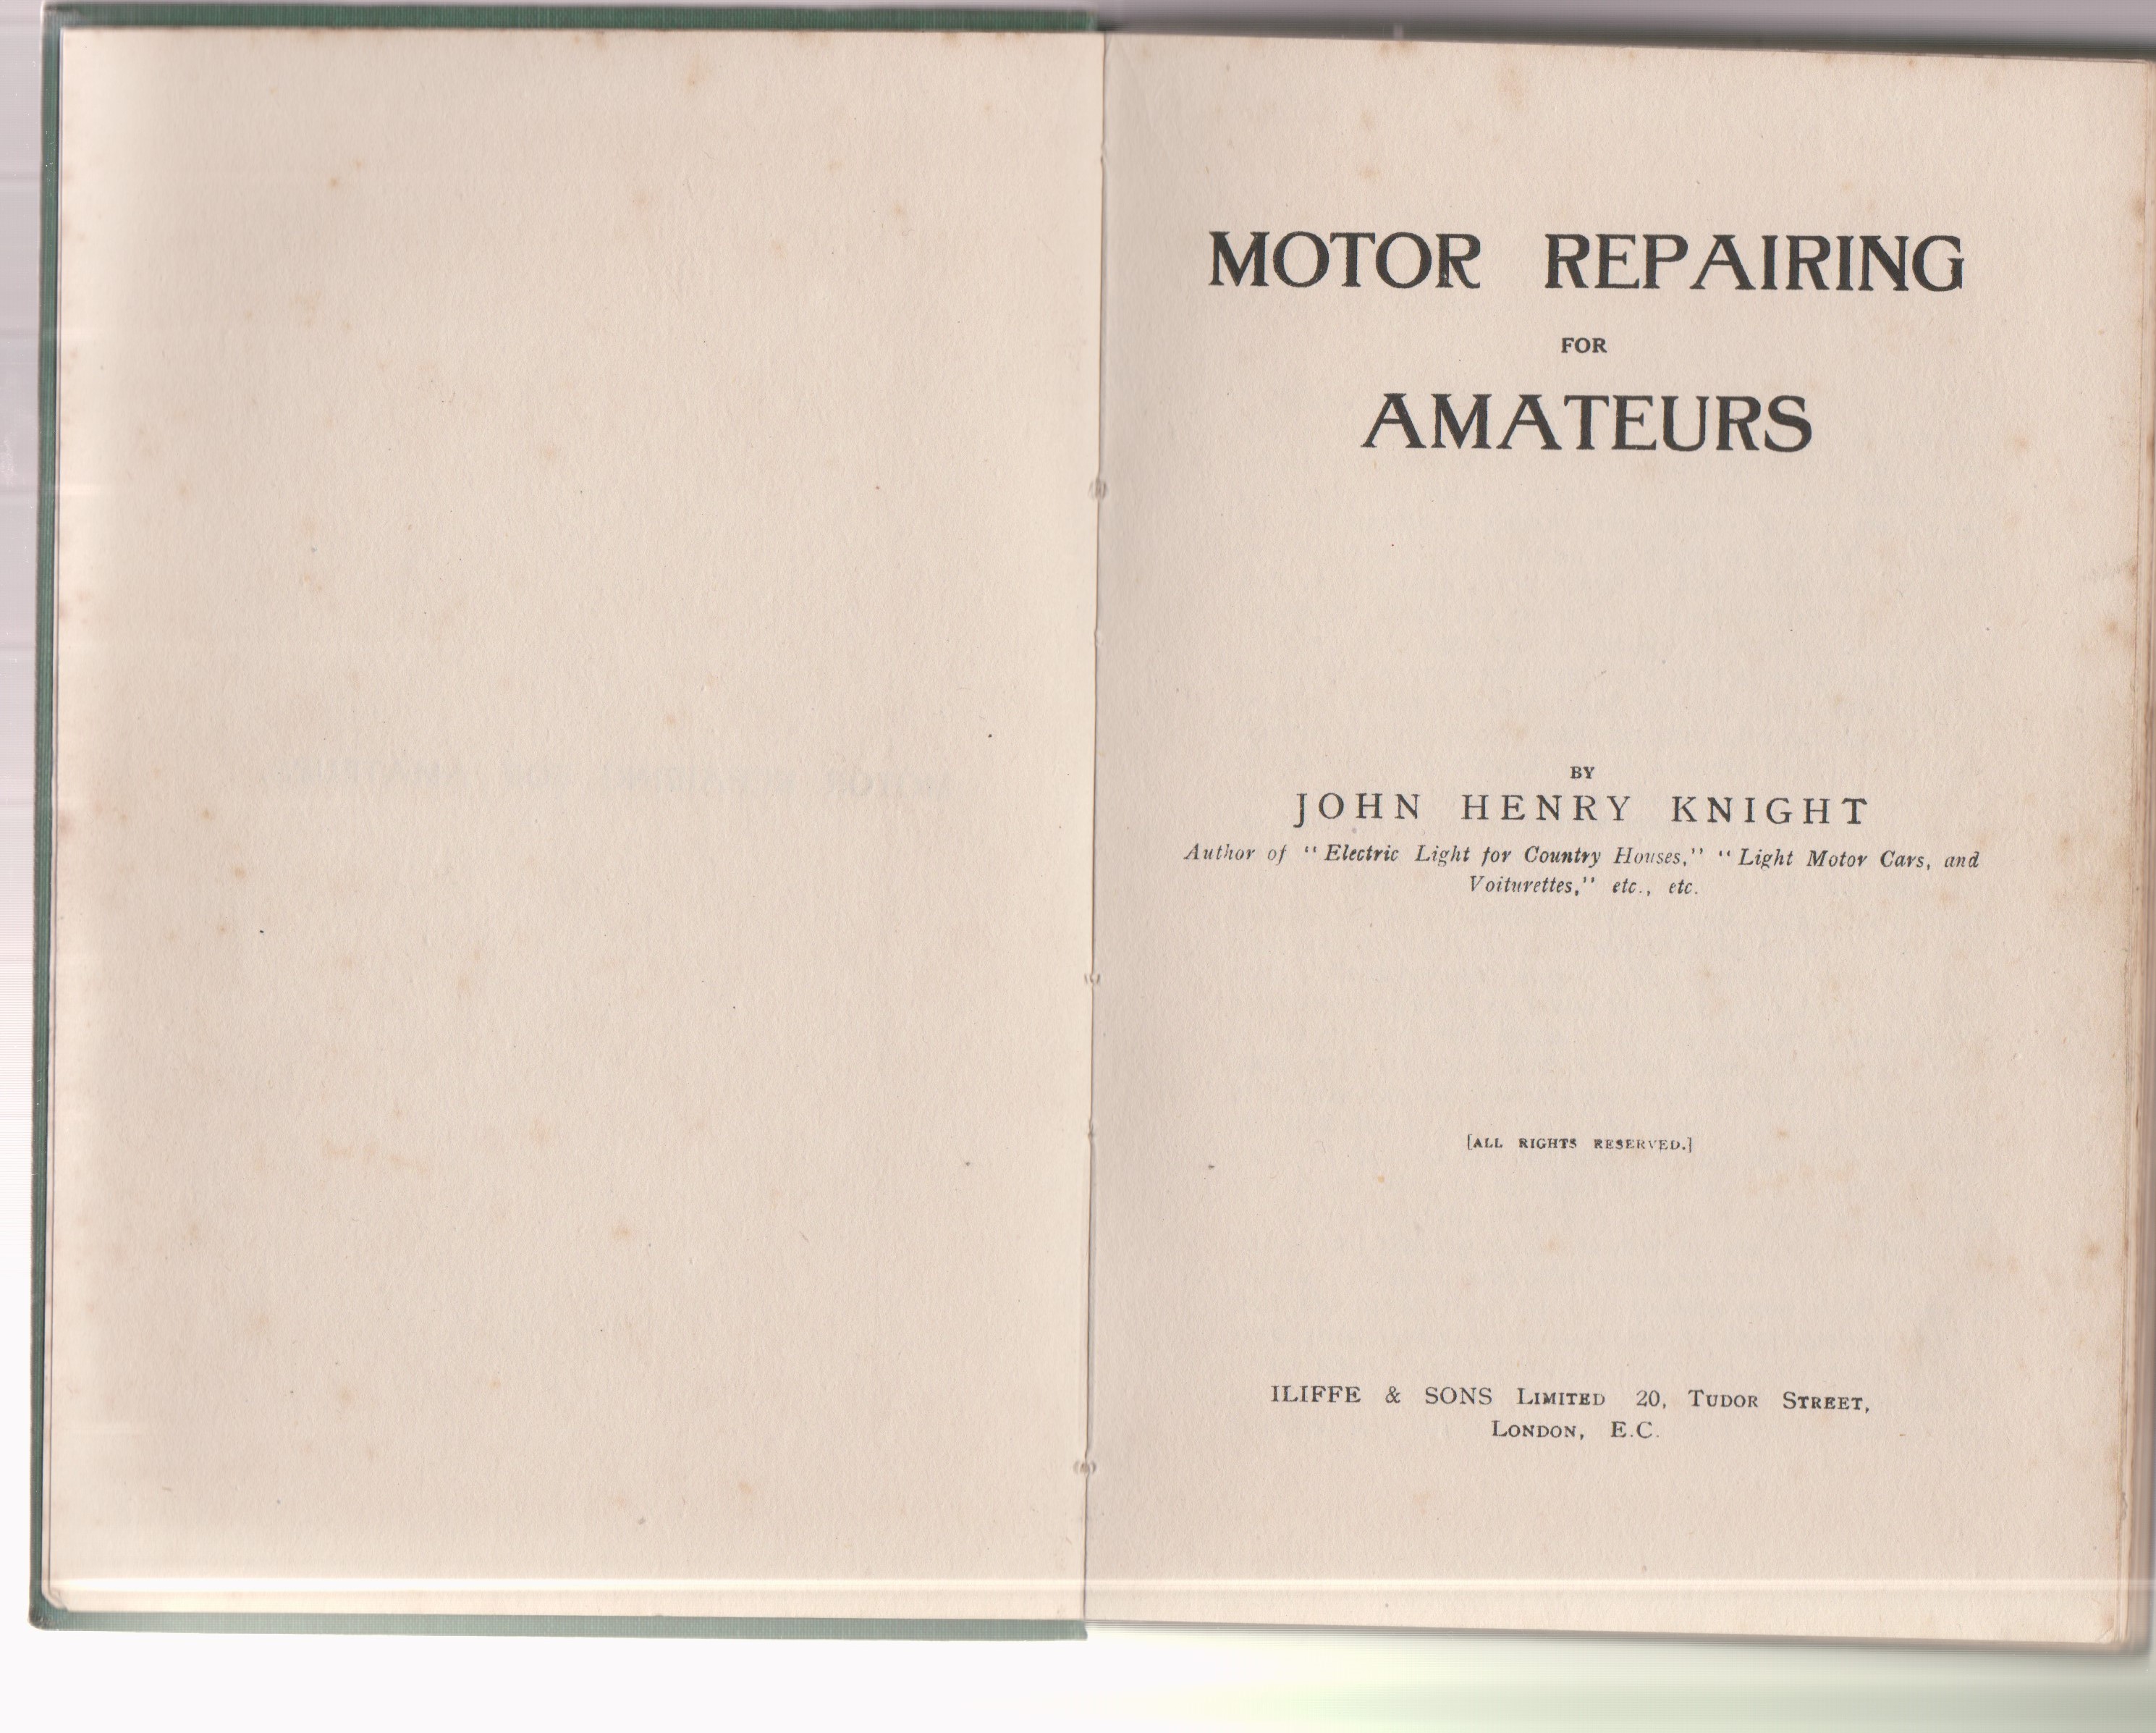 MOTOR REPAIRING
FOR
AMATEURS
BY
JOHN HENRY KNIGHT
Author of "Electric Light for Country Houses," "Light Motor Cars, and
Voiturettes," etc., etc.
[ALL RIGHTS RESERVED.]
ILIFFE & SONS LIMITED 20, TUDOR STREET,
LONDON, E.C.